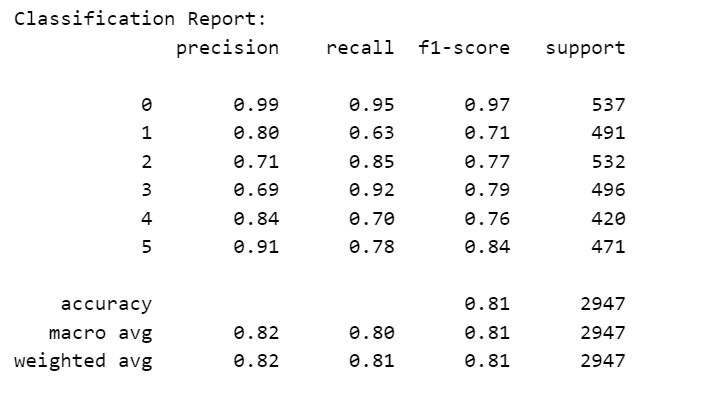 Classification Report:
precision recall f1-score support
0 0.99 0.95 0.97 537
1 0.80 0.63 0.71 491
2 0.71 0.85 0.77 532
3 0.69 0.92 0.79 496
4 0.84 0.70 0.76 420
5 0.91 0.78 0.84 471
accuracy 0.81 2947
macro avg 0.82 0.80 0.81 2947
weighted avg 0.82 0.81 0.81 2947